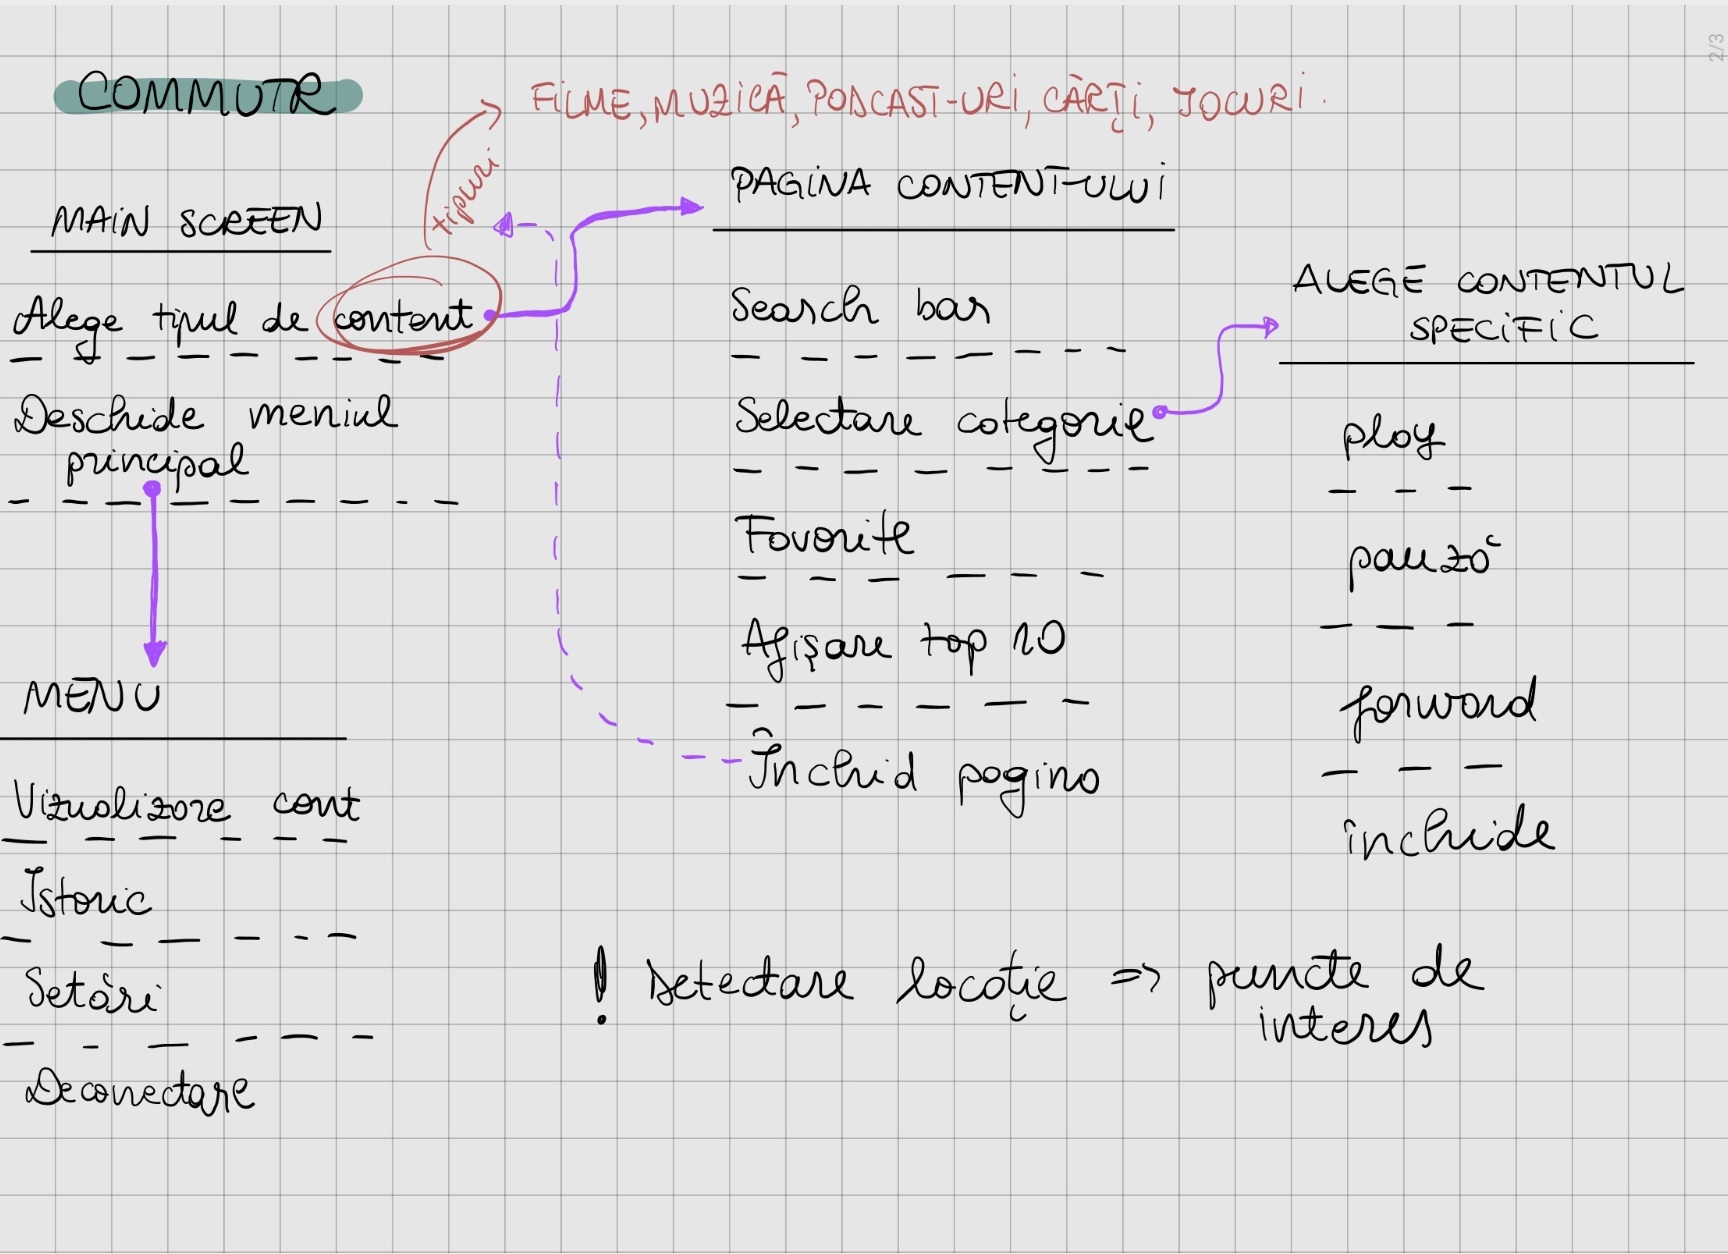 2/3
COMMUTR
FILME, MUZICĂ, PODCAST-URI, CĂRȚI, JOCURI.
tipuri
MAIN SCREEN
Alege tipul de content
Deschide meniul
principal
MENU
Vizualizare cont
Istoric
Setări
Deconectare
PAGINA CONTENT-ULUI
Search bar
Selectare categorie
Favorite
Afișare top 10
Închid pagina
ALEGE CONTENTUL
SPECIFIC
play
pauză
forward
închide
! Detectare locație => puncte de
interes